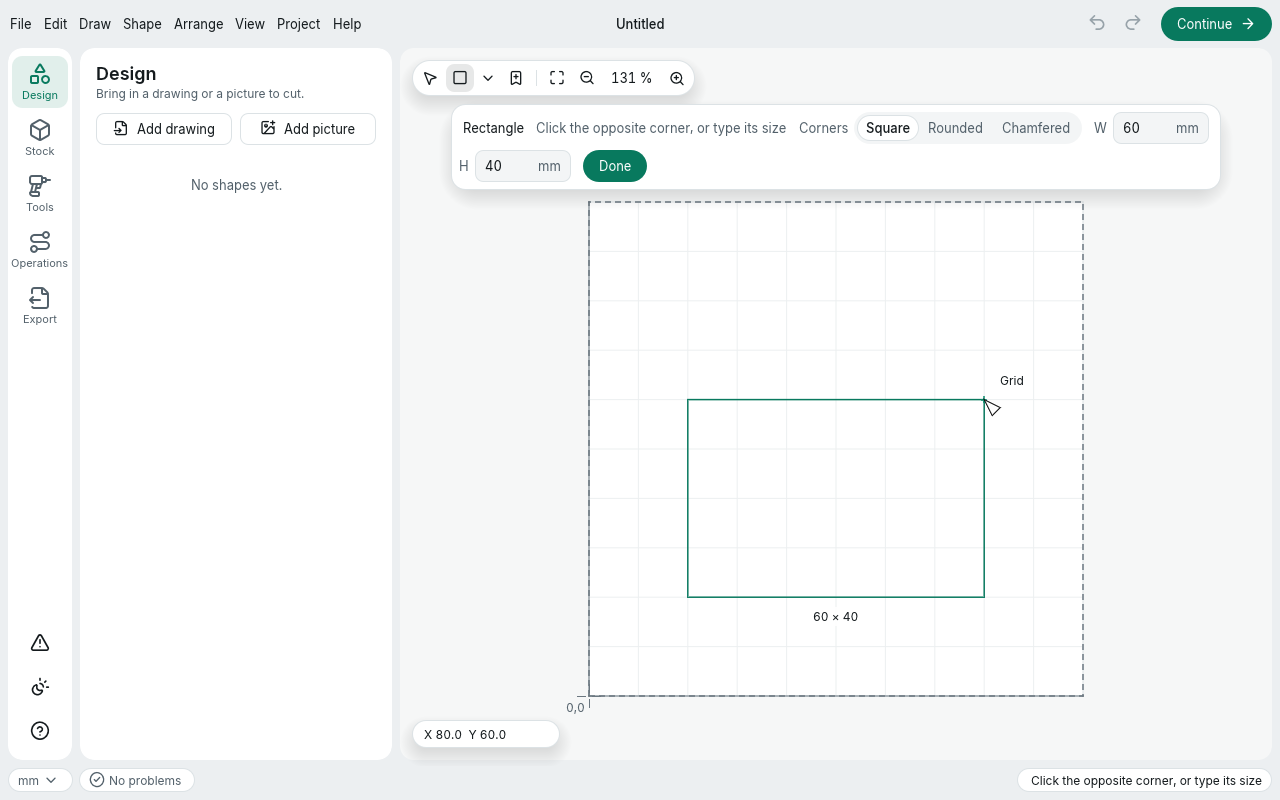 File Edit Draw Shape Arrange View Project Help
Untitled
Continue
Design
Stock
Tools
Operations
Export
Design
Bring in a drawing or a picture to cut.
Add drawing
Add picture
No shapes yet.
131 %
Rectangle Click the opposite corner, or type its size Corners Square Rounded Chamfered W 60 mm
H 40 mm Done
Grid
60 × 40
0,0
X 80.0 Y 60.0
mm
No problems
Click the opposite corner, or type its size